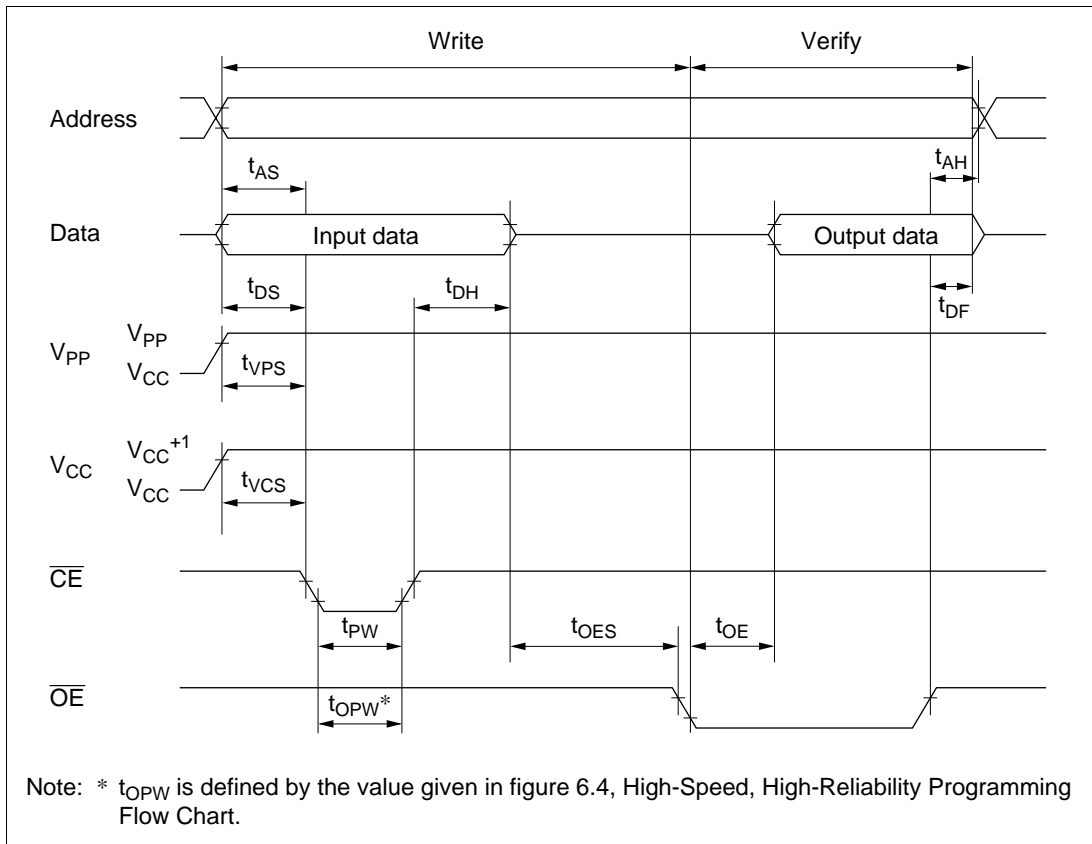 Write Verify
Address
tAS tAH
Data Input data Output data
tDS tDH tDF
VPP VPP
VCC tVPS
VCC VCC+1
VCC tVCS
CE
tPW tOES tOE
OE
tOPW*
Note: * tOPW is defined by the value given in figure 6.4, High-Speed, High-Reliability Programming
Flow Chart.